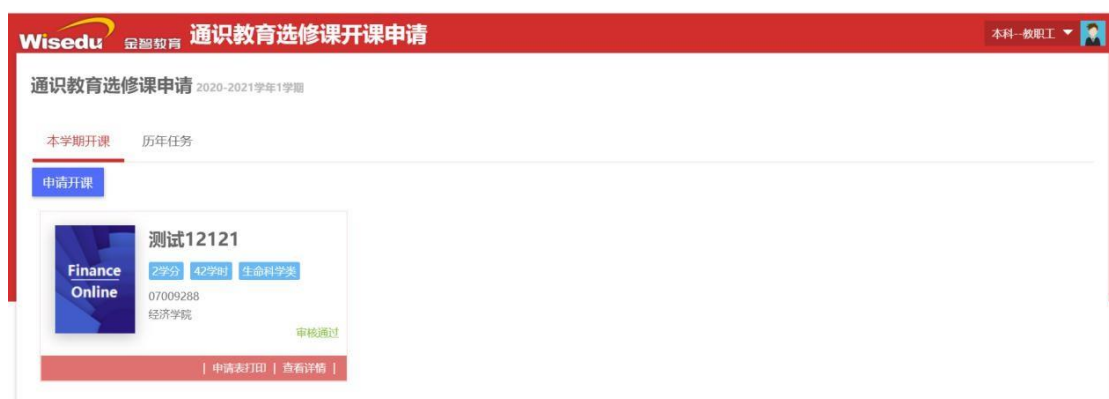 Wisedu 金智教育 通识教育选修课开课申请 本科--教职工
通识教育选修课申请 2020-2021学年1学期
本学期开课 历年任务
申请开课
测试12121
2学分 42学时 生命科学类
Finance
Online
07009288
经济学院
审核通过
| 申请表打印 | 查看详情 |